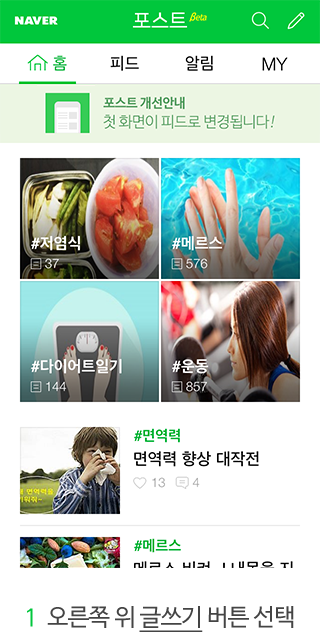 NAVER 포스트 Beta
홈 피드 알림 MY
포스트 개선안내
첫 화면이 피드로 변경됩니다!
#저염식
37
#메르스
576
#다이어트일기
144
#운동
857
#면역력
면역력 향상 대작전
13 4
면역력을
#메르스
1 오른쪽 위 글쓰기 버튼 선택